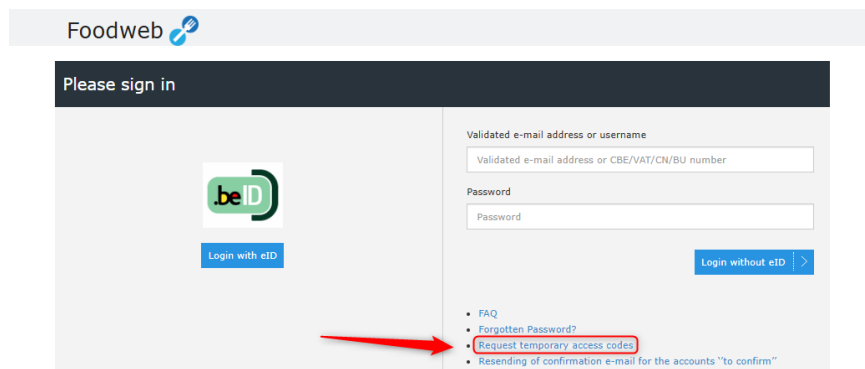 Foodweb
Please sign in
.beID
Login with eID
Validated e-mail address or username
Validated e-mail address or CBE/VAT/CN/BU number
Password
Password
Login without eID
FAQ
Forgotten Password?
Request temporary access codes
Resending of confirmation e-mail for the accounts ''to confirm''